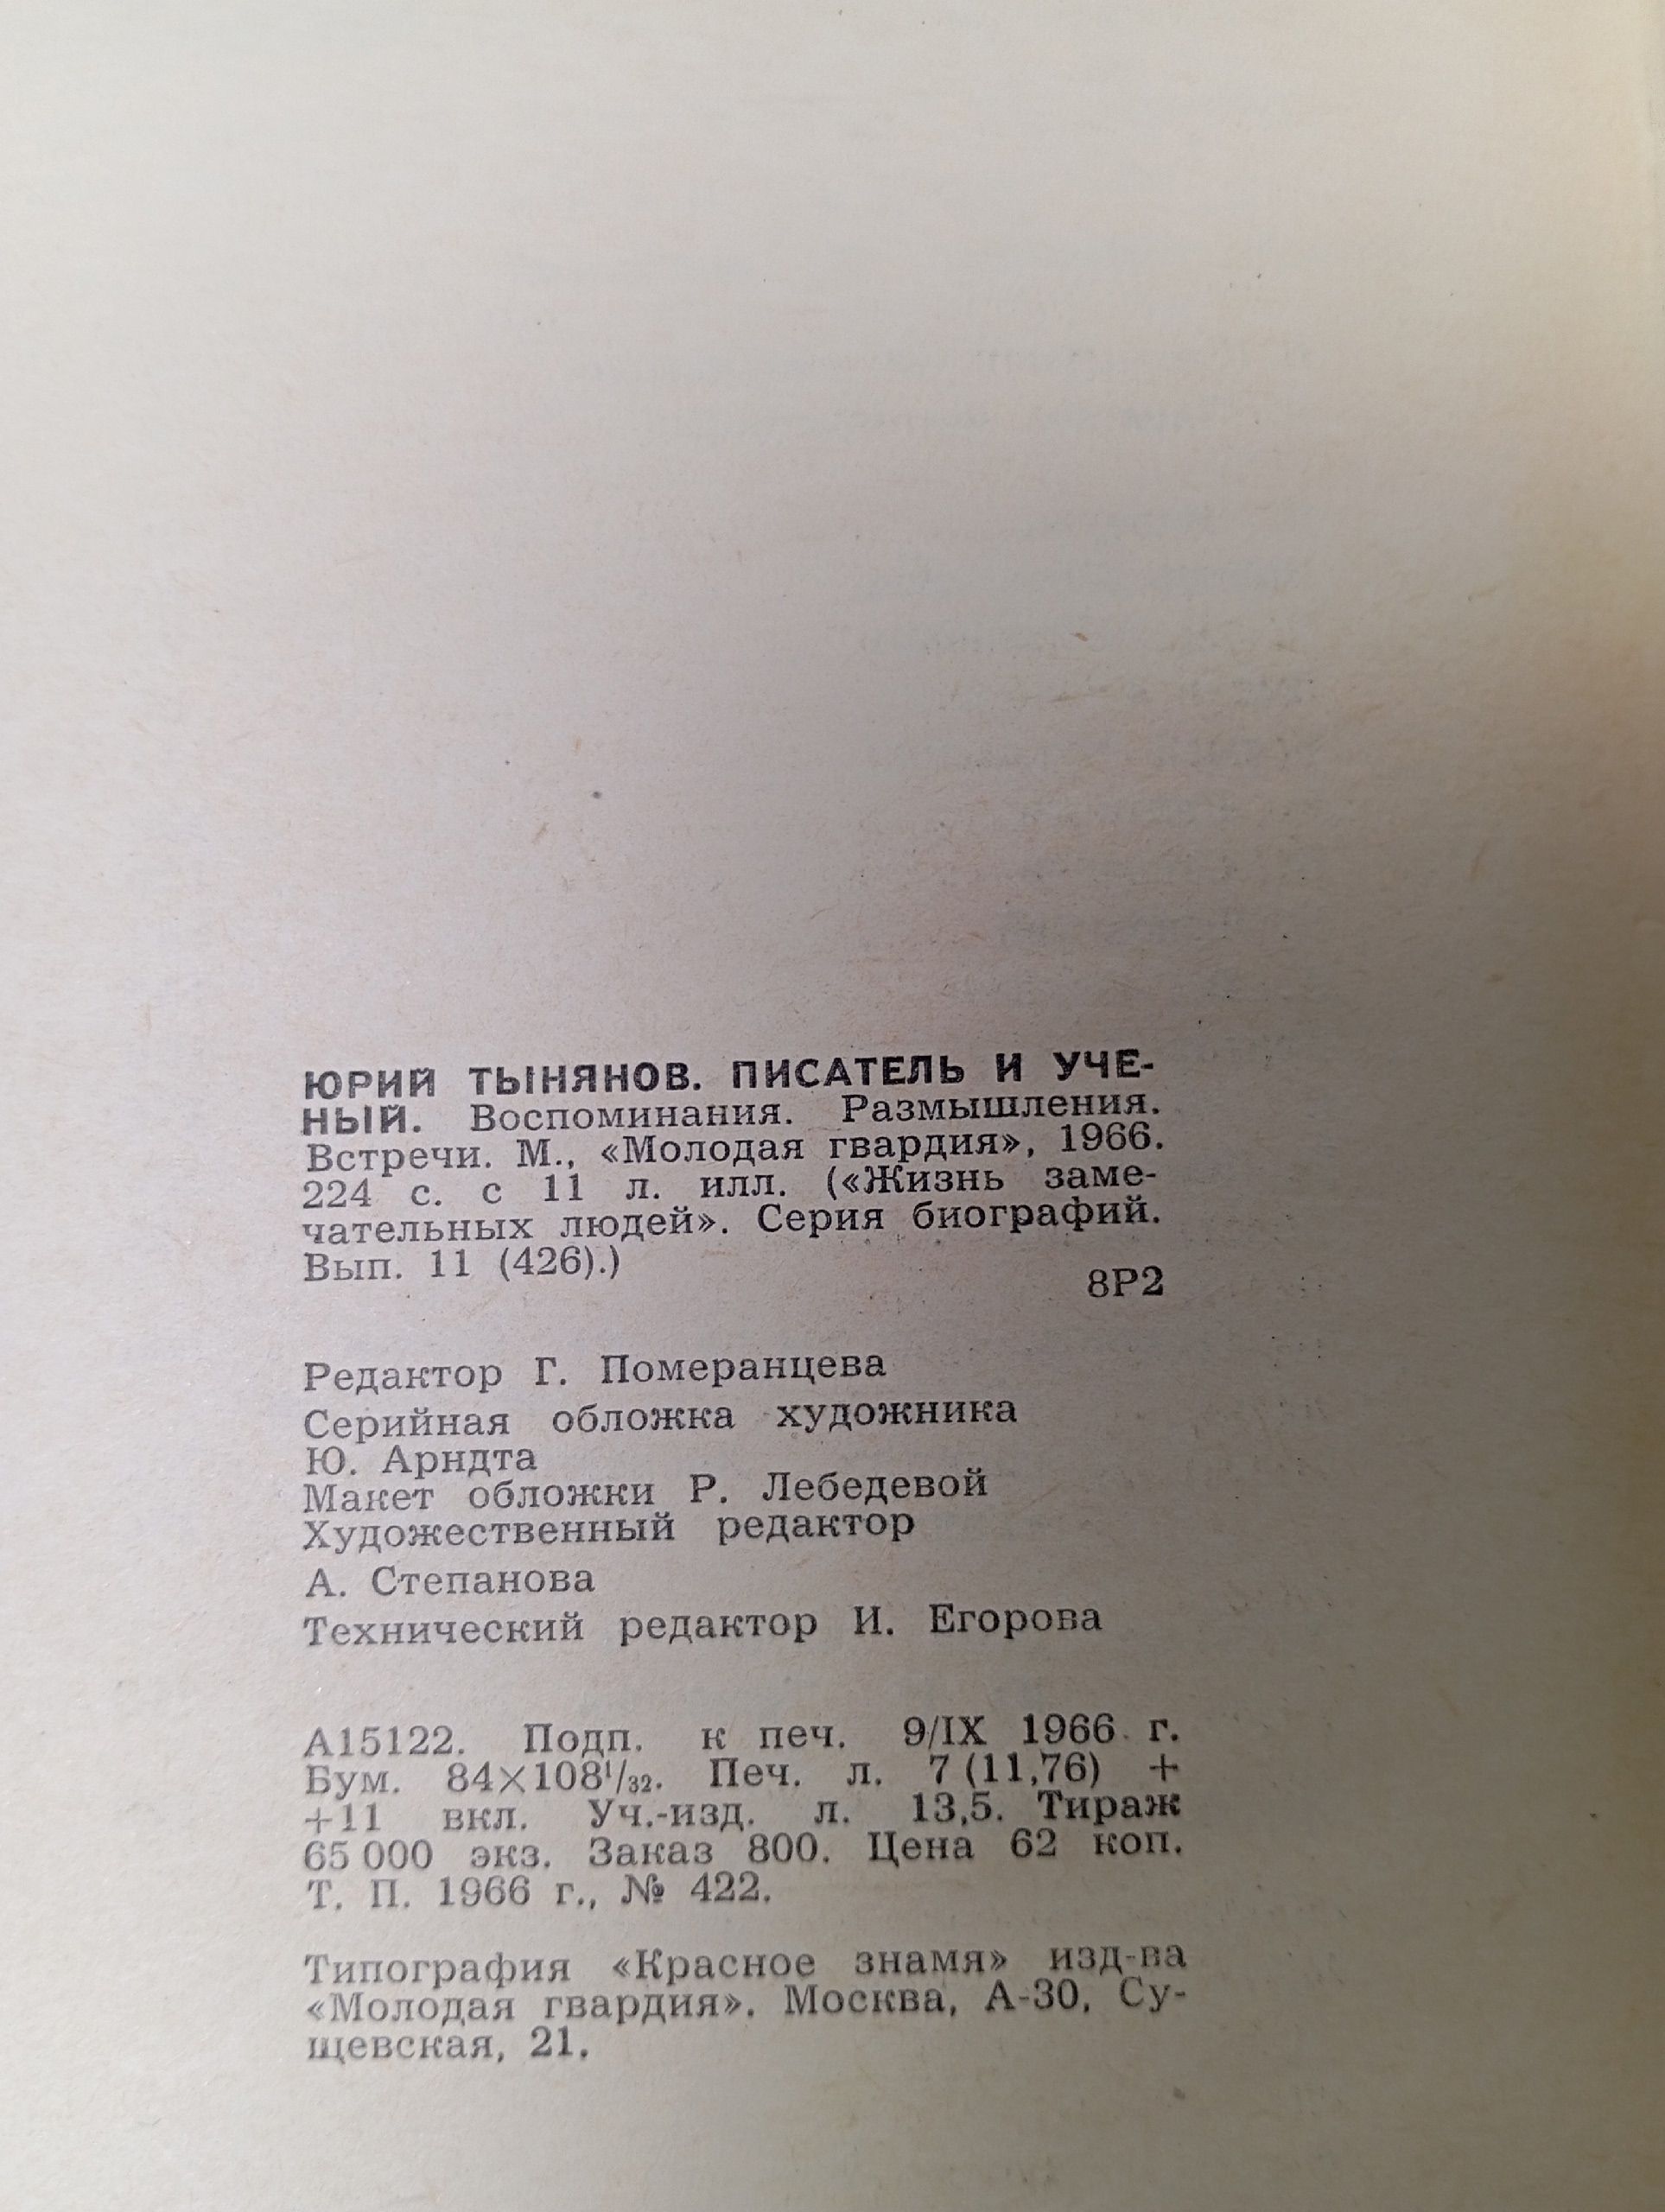 ЮРИЙ ТЫНЯНОВ. ПИСАТЕЛЬ И УЧЕ-
НЫЙ. Воспоминания. Размышления.
Встречи. М., «Молодая гвардия», 1966.
224 с. с 11 л. илл. («Жизнь заме-
чательных людей». Серия биографий.
Вып. 11 (426).)
8Р2
Редактор Г. Померанцева
Серийная обложка художника
Ю. Арндта
Макет обложки Р. Лебедевой
Художественный редактор
А. Степанова
Технический редактор И. Егорова
А15122. Подп. к печ. 9/IX 1966 г.
Бум. 84×108¹/₃₂. Печ. л. 7 (11,76) +
+11 вкл. Уч.-изд. л. 13,5. Тираж
65 000 экз. Заказ 800. Цена 62 коп.
Т. П. 1966 г., № 422.
Типография «Красное знамя» изд-ва
«Молодая гвардия». Москва, А-30, Су-
щевская, 21.